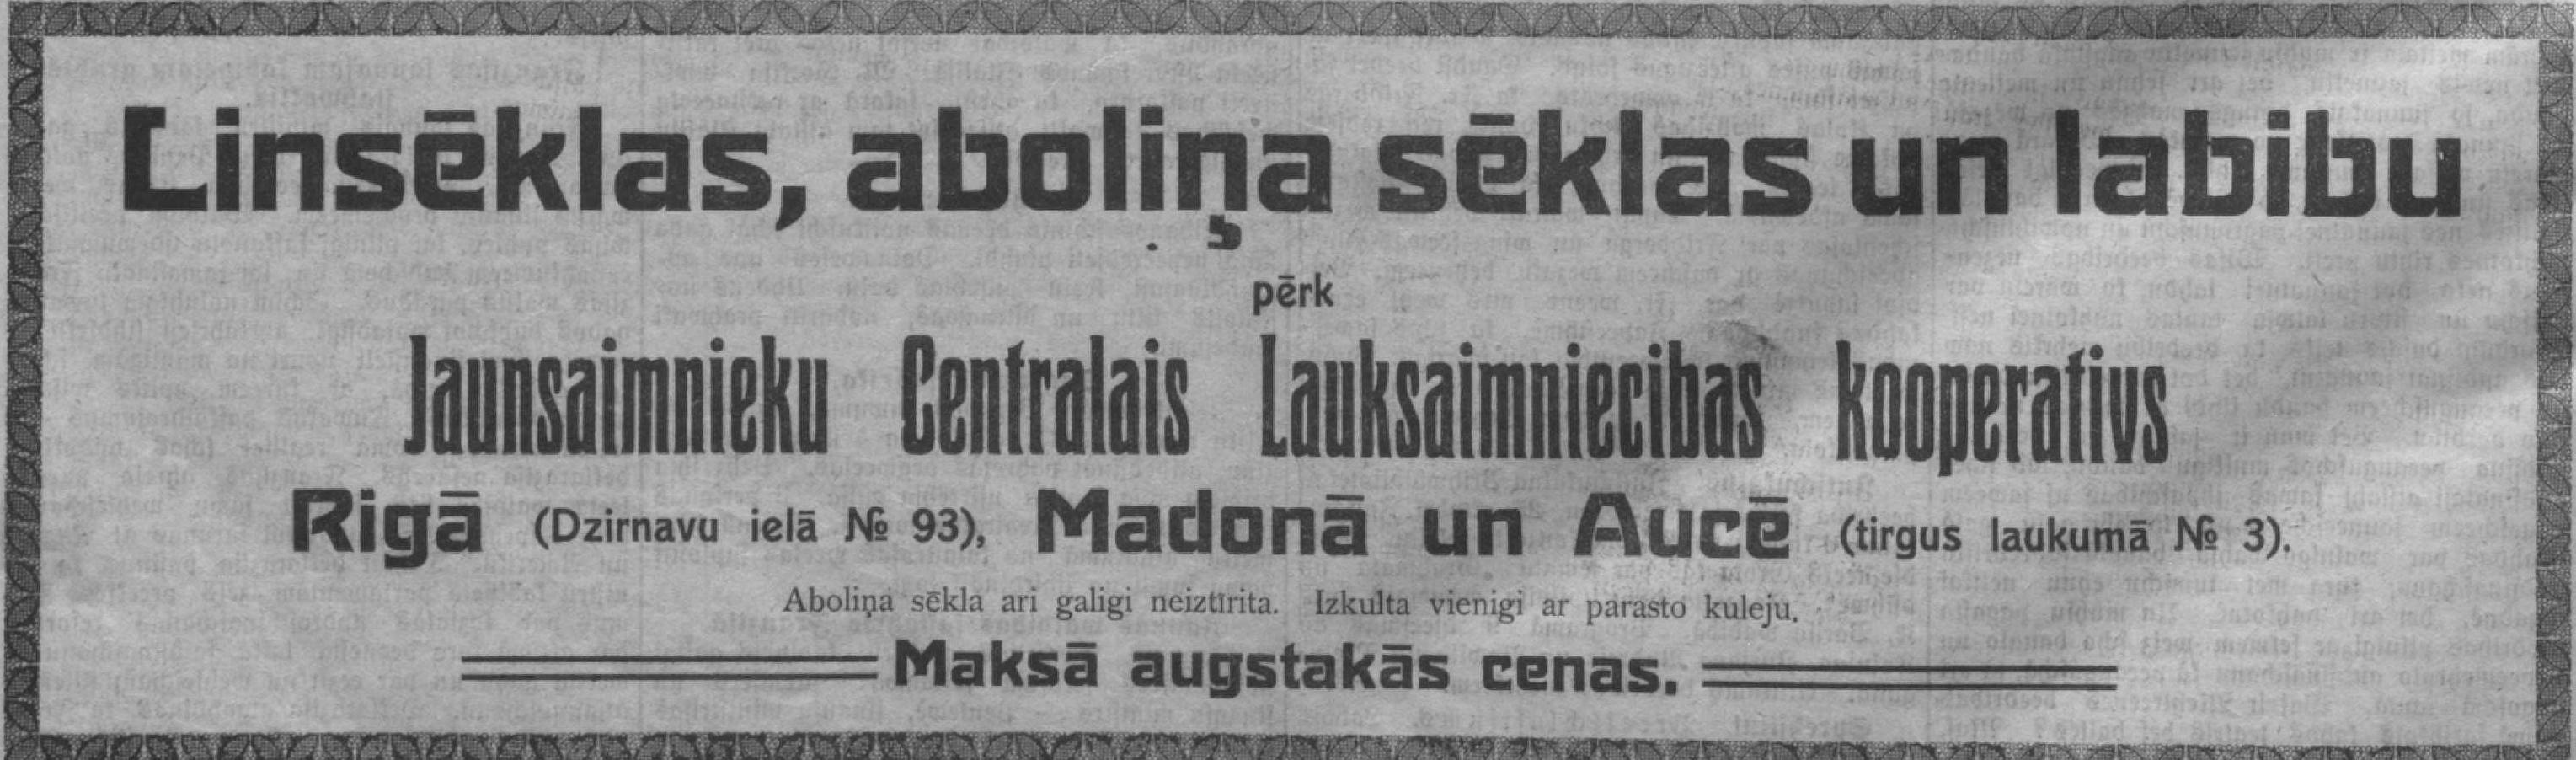 Linsēklas, aboliņa sēklas un labibu
pērk
Jaunsaimnieku Centralais Lauksaimniecibas kooperativs
Rigā (Dzirnavu ielā № 93), Madonā un Aucē (tirgus laukumā № 3).
Aboliņa sēkla ari galigi neiztīrita. Izkulta vienigi ar parasto kuleju.
Maksā augstakās cenas.